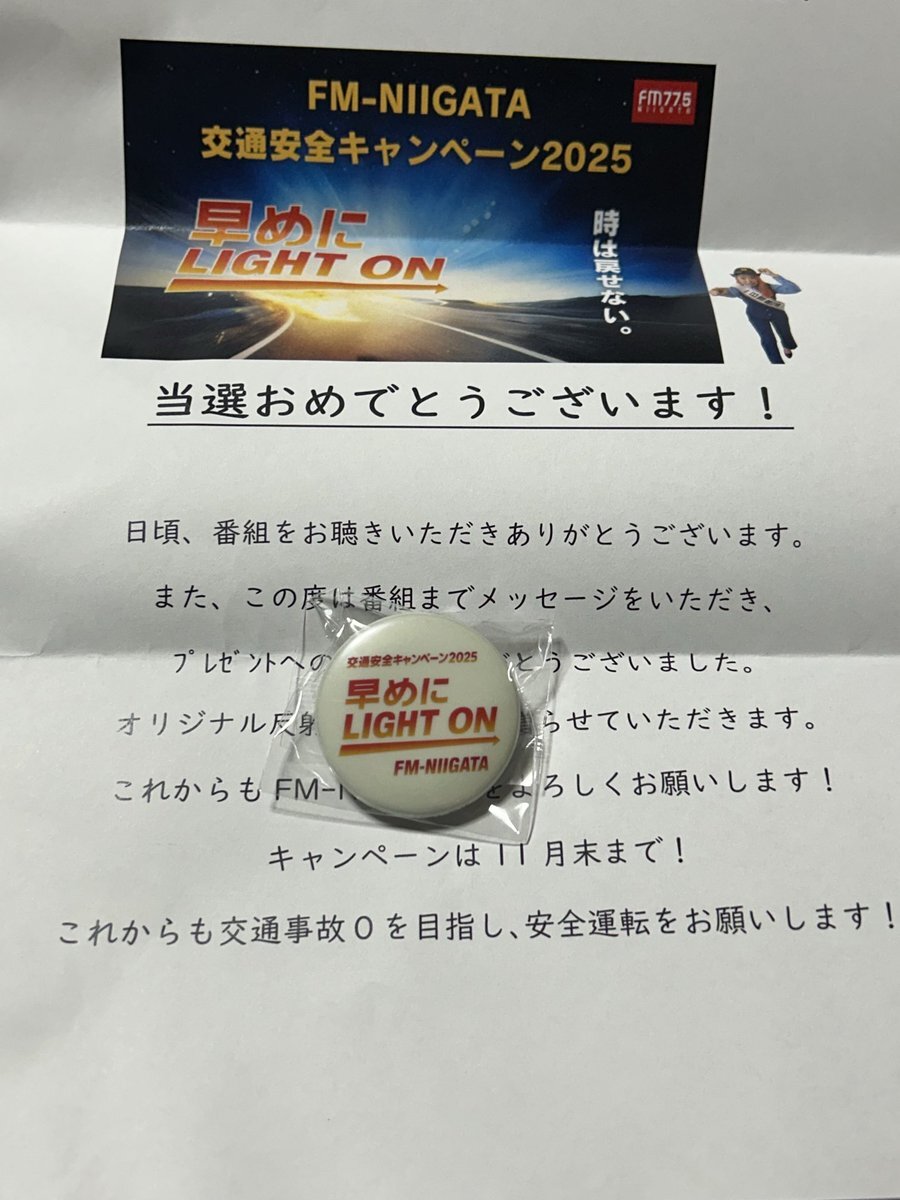 FM-NIIGATA
FM77.5
NIIGATA
交通安全キャンペーン2025
早めに
LIGHT ON
時は戻せない。
当選おめでとうございます！
日頃、番組をお聴きいただきありがとうございます。
また、この度は番組までメッセージをいただき、
プレゼントへの とうございました。
オリジナル反射 らせていただきます。
これからもFM- よろしくお願いします！
キャンペーンは11月末まで！
これからも交通事故0を目指し、安全運転をお願いします！
交通安全キャンペーン2025
早めに
LIGHT ON
FM-NIIGATA